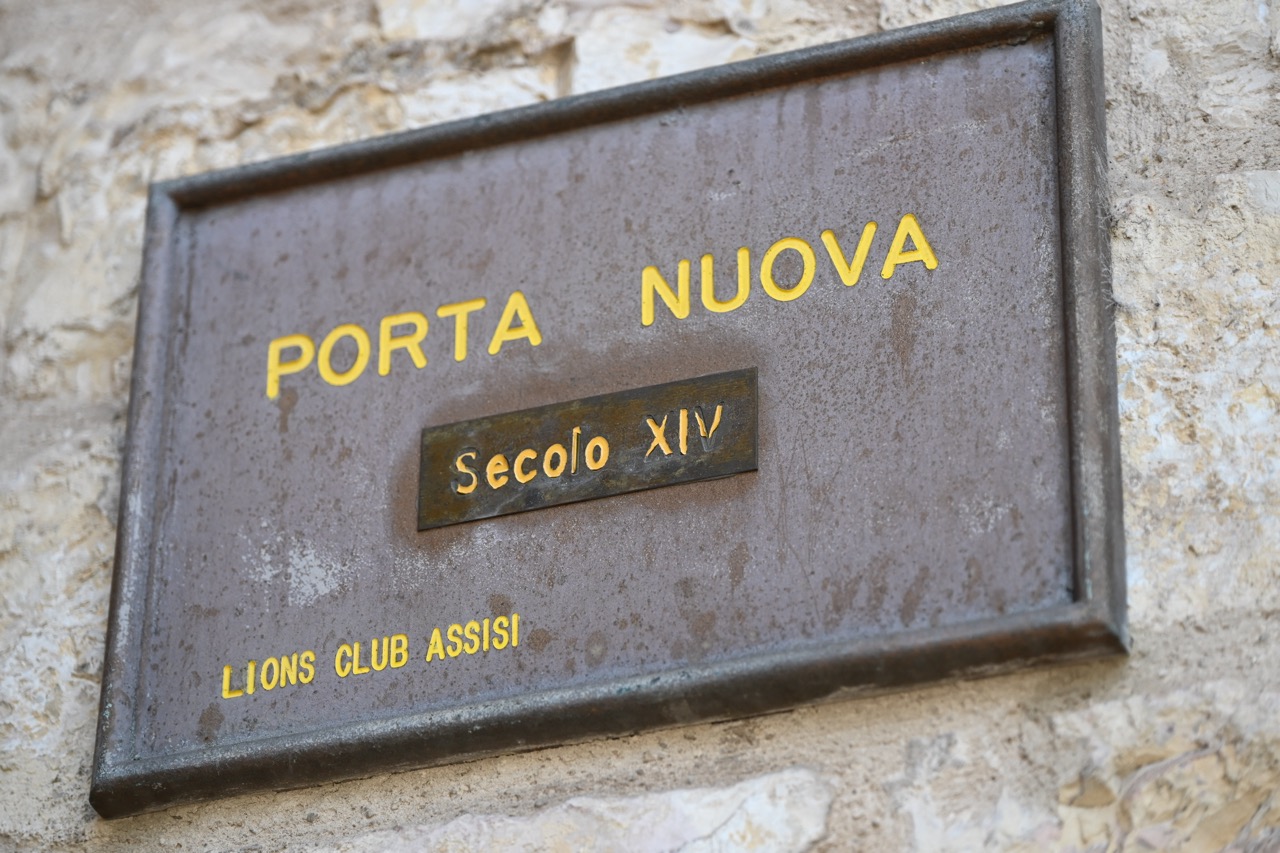 PORTA NUOVA
Secolo XIV
LIONS CLUB ASSISI